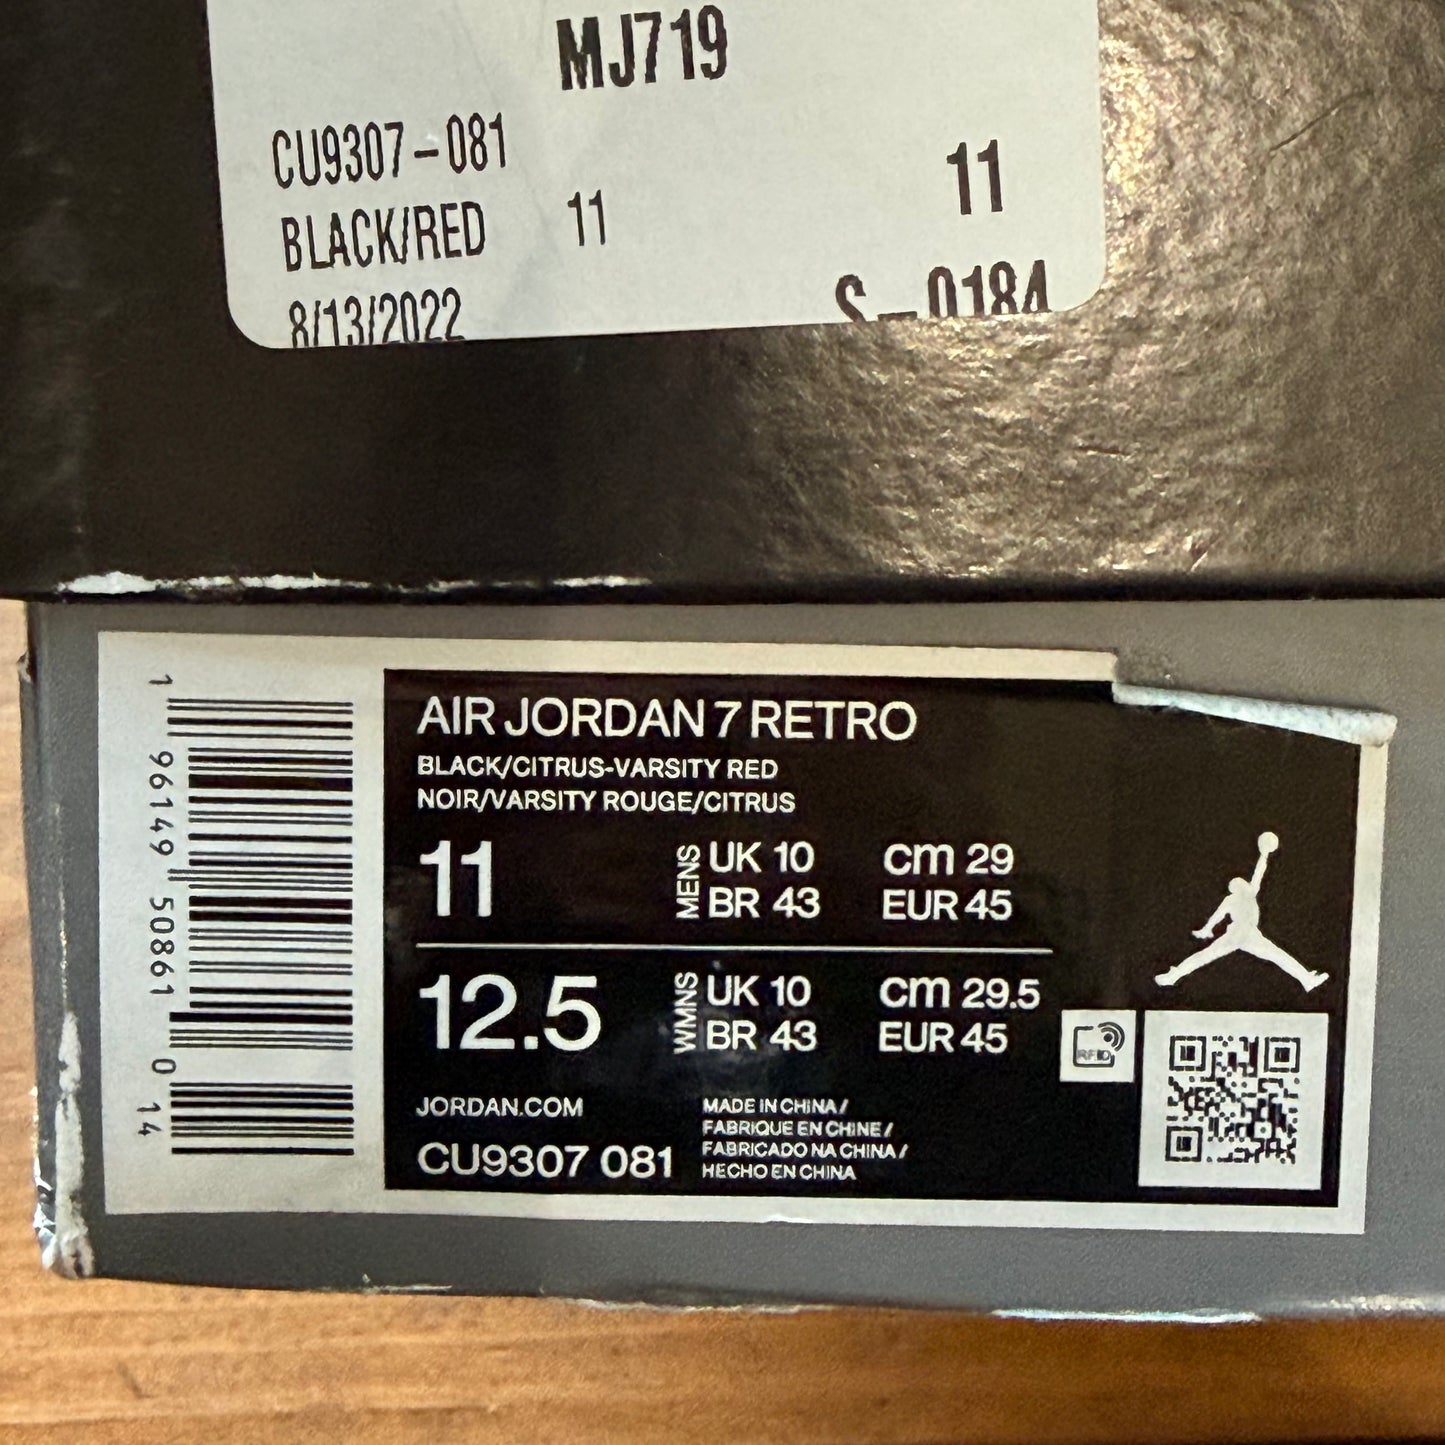 MJ719
CU9307-081
11
BLACK/RED 11
8/13/2022
S-0184
1 96149 50861 0 14
AIR JORDAN 7 RETRO
BLACK/CITRUS-VARSITY RED
NOIR/VARSITY ROUGE/CITRUS
11 MENS UK 10 cm 29
BR 43 EUR 45
12.5 WMNS UK 10 cm 29.5
BR 43 EUR 45
RFID
JORDAN.COM
CU9307 081
MADE IN CHINA/
FABRIQUE EN CHINE/
FABRICADO NA CHINA/
HECHO EN CHINA